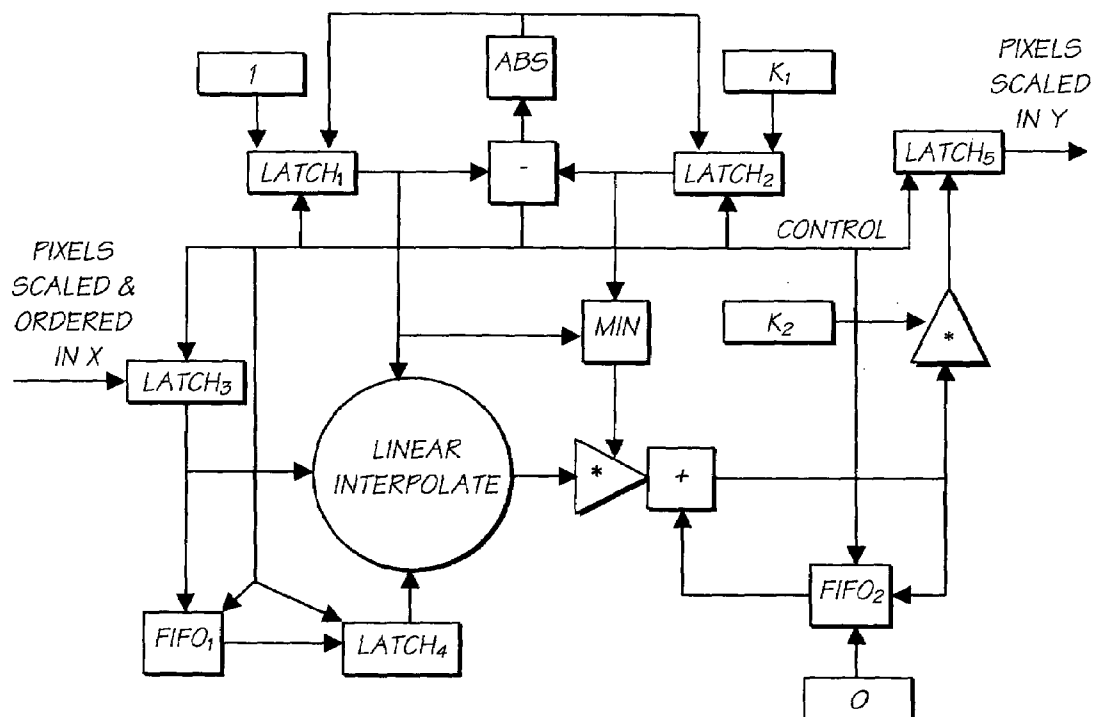 ABS
1
K₁
PIXELS
SCALED
IN Y
LATCH₁
-
LATCH₂
LATCH₅
CONTROL
PIXELS
SCALED &
ORDERED
IN X
MIN
K₂
*
LATCH₃
LINEAR
INTERPOLATE
*
+
FIFO₂
FIFO₁
LATCH₄
0